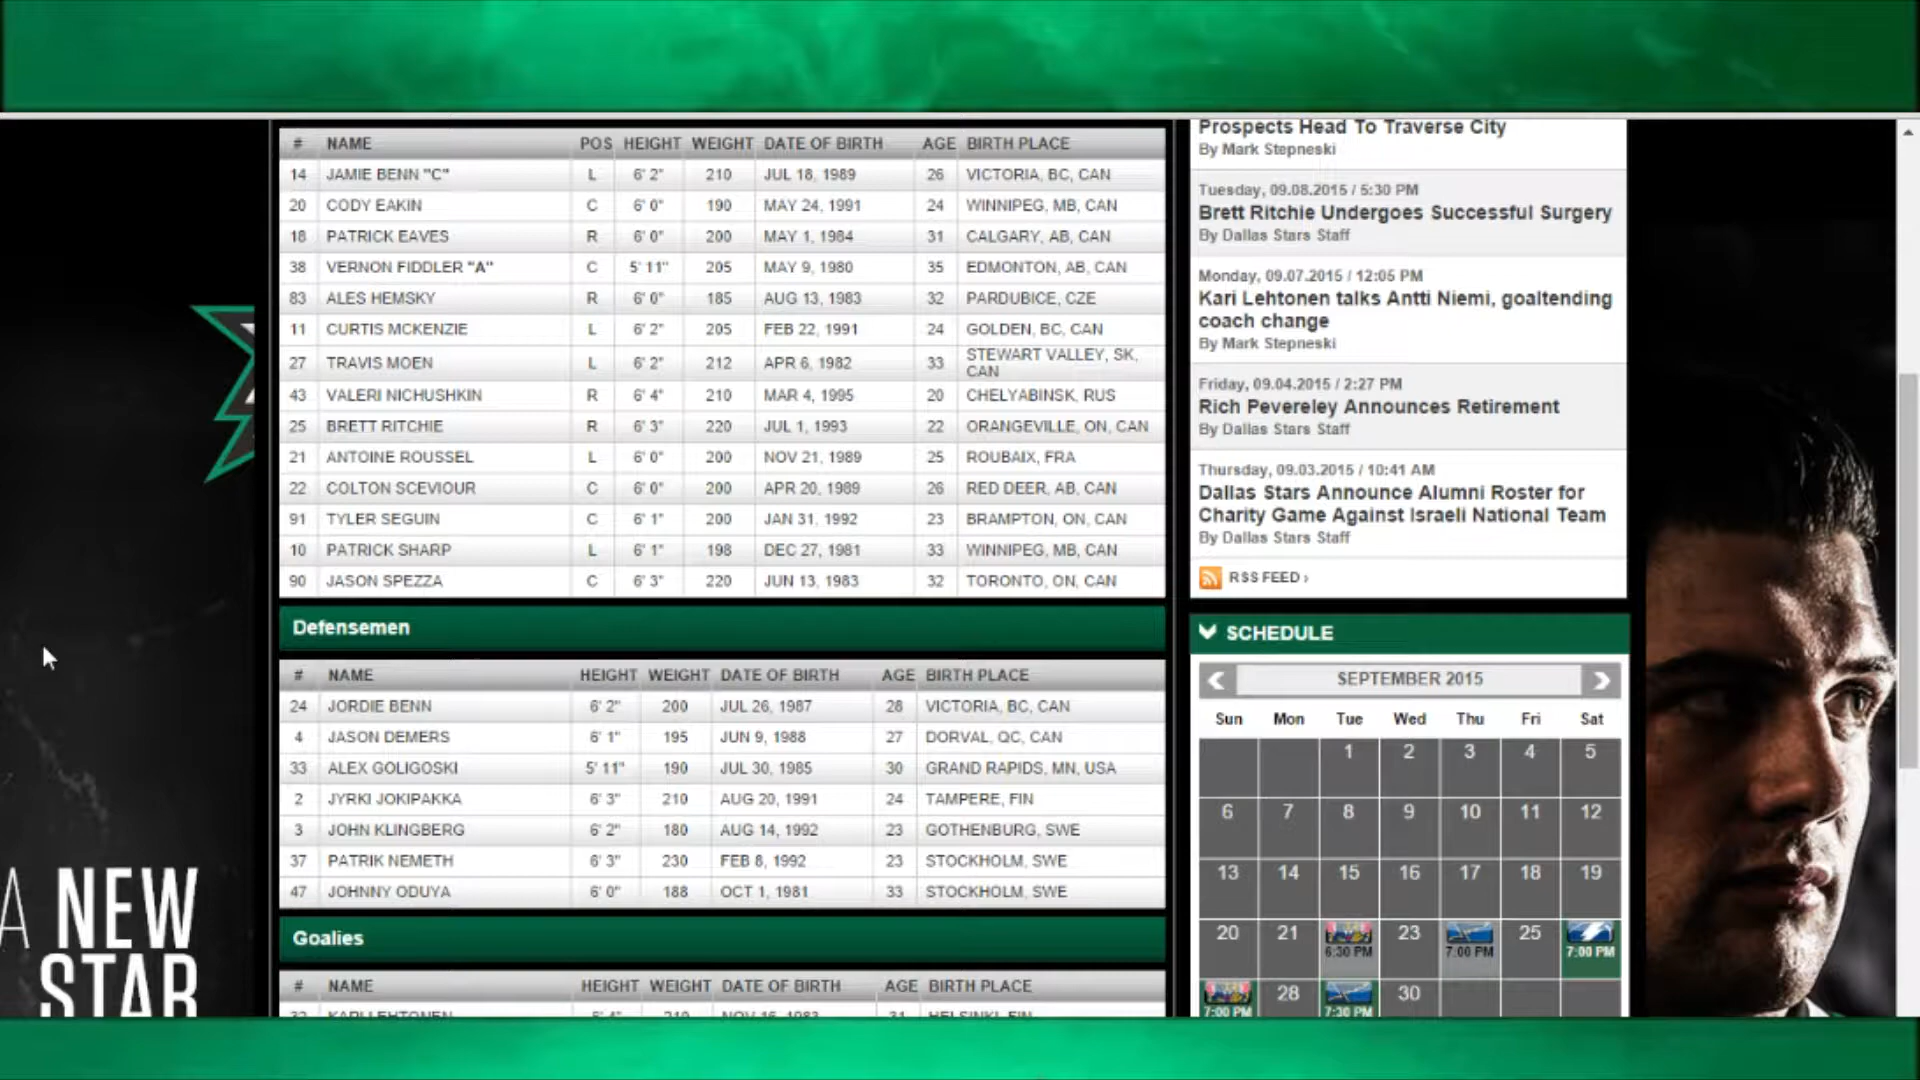 # NAME POS HEIGHT WEIGHT DATE OF BIRTH AGE BIRTH PLACE
14 JAMIE BENN "C" L 6' 2" 210 JUL 18, 1989 26 VICTORIA, BC, CAN
20 CODY EAKIN C 6' 0" 190 MAY 24, 1991 24 WINNIPEG, MB, CAN
18 PATRICK EAVES R 6' 0" 200 MAY 1, 1984 31 CALGARY, AB, CAN
38 VERNON FIDDLER "A" C 5' 11" 205 MAY 9, 1980 35 EDMONTON, AB, CAN
83 ALES HEMSKY R 6' 0" 185 AUG 13, 1983 32 PARDUBICE, CZE
11 CURTIS MCKENZIE L 6' 2" 205 FEB 22, 1991 24 GOLDEN, BC, CAN
27 TRAVIS MOEN L 6' 2" 212 APR 6, 1982 33 STEWART VALLEY, SK,
CAN
43 VALERI NICHUSHKIN R 6' 4" 210 MAR 4, 1995 20 CHELYABINSK, RUS
25 BRETT RITCHIE R 6' 3" 220 JUL 1, 1993 22 ORANGEVILLE, ON, CAN
21 ANTOINE ROUSSEL L 6' 0" 200 NOV 21, 1989 25 ROUBAIX, FRA
22 COLTON SCEVIOUR C 6' 0" 200 APR 20, 1989 26 RED DEER, AB, CAN
91 TYLER SEGUIN C 6' 1" 200 JAN 31, 1992 23 BRAMPTON, ON, CAN
10 PATRICK SHARP L 6' 1" 198 DEC 27, 1981 33 WINNIPEG, MB, CAN
90 JASON SPEZZA C 6' 3" 220 JUN 13, 1983 32 TORONTO, ON, CAN
Defensemen
# NAME HEIGHT WEIGHT DATE OF BIRTH AGE BIRTH PLACE
24 JORDIE BENN 6' 2" 200 JUL 26, 1987 28 VICTORIA, BC, CAN
4 JASON DEMERS 6' 1" 195 JUN 9, 1988 27 DORVAL, QC, CAN
33 ALEX GOLIGOSKI 5' 11" 190 JUL 30, 1985 30 GRAND RAPIDS, MN, USA
2 JYRKI JOKIPAKKA 6' 3" 210 AUG 20, 1991 24 TAMPERE, FIN
3 JOHN KLINGBERG 6' 2" 180 AUG 14, 1992 23 GOTHENBURG, SWE
37 PATRIK NEMETH 6' 3" 230 FEB 8, 1992 23 STOCKHOLM, SWE
47 JOHNNY ODUYA 6' 0" 188 OCT 1, 1981 33 STOCKHOLM, SWE
Goalies
# NAME HEIGHT WEIGHT DATE OF BIRTH AGE BIRTH PLACE
32 KARI LEHTONEN 6' 4" 210 NOV 16, 1983 31 HELSINKI, FIN
Prospects Head To Traverse City
By Mark Stepneski
Tuesday, 09.08.2015 / 5:30 PM
Brett Ritchie Undergoes Successful Surgery
By Dallas Stars Staff
Monday, 09.07.2015 / 12:05 PM
Kari Lehtonen talks Antti Niemi, goaltending
coach change
By Mark Stepneski
Friday, 09.04.2015 / 2:27 PM
Rich Peverley Announces Retirement
By Dallas Stars Staff
Thursday, 09.03.2015 / 10:41 AM
Dallas Stars Announce Alumni Roster for
Charity Game Against Israeli National Team
By Dallas Stars Staff
RSS FEED ›
SCHEDULE
SEPTEMBER 2015
Sun Mon Tue Wed Thu Fri Sat
1 2 3 4 5
6 7 8 9 10 11 12
13 14 15 16 17 18 19
20 21 6:30 PM 23 7:00 PM 25 7:00 PM
7:00 PM 28 7:30 PM 30
A NEW
STAR